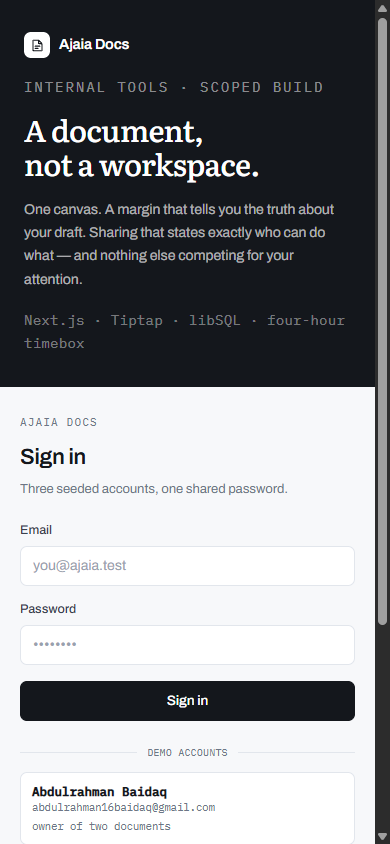 Ajaia Docs
INTERNAL TOOLS · SCOPED BUILD
A document,
not a workspace.
One canvas. A margin that tells you the truth about
your draft. Sharing that states exactly who can do
what — and nothing else competing for your
attention.
Next.js · Tiptap · libSQL · four-hour
timebox
AJAIA DOCS
Sign in
Three seeded accounts, one shared password.
Email
you@ajaia.test
Password
••••••••
Sign in
DEMO ACCOUNTS
Abdulrahman Baidaq
abdulrahman16baidaq@gmail.com
owner of two documents